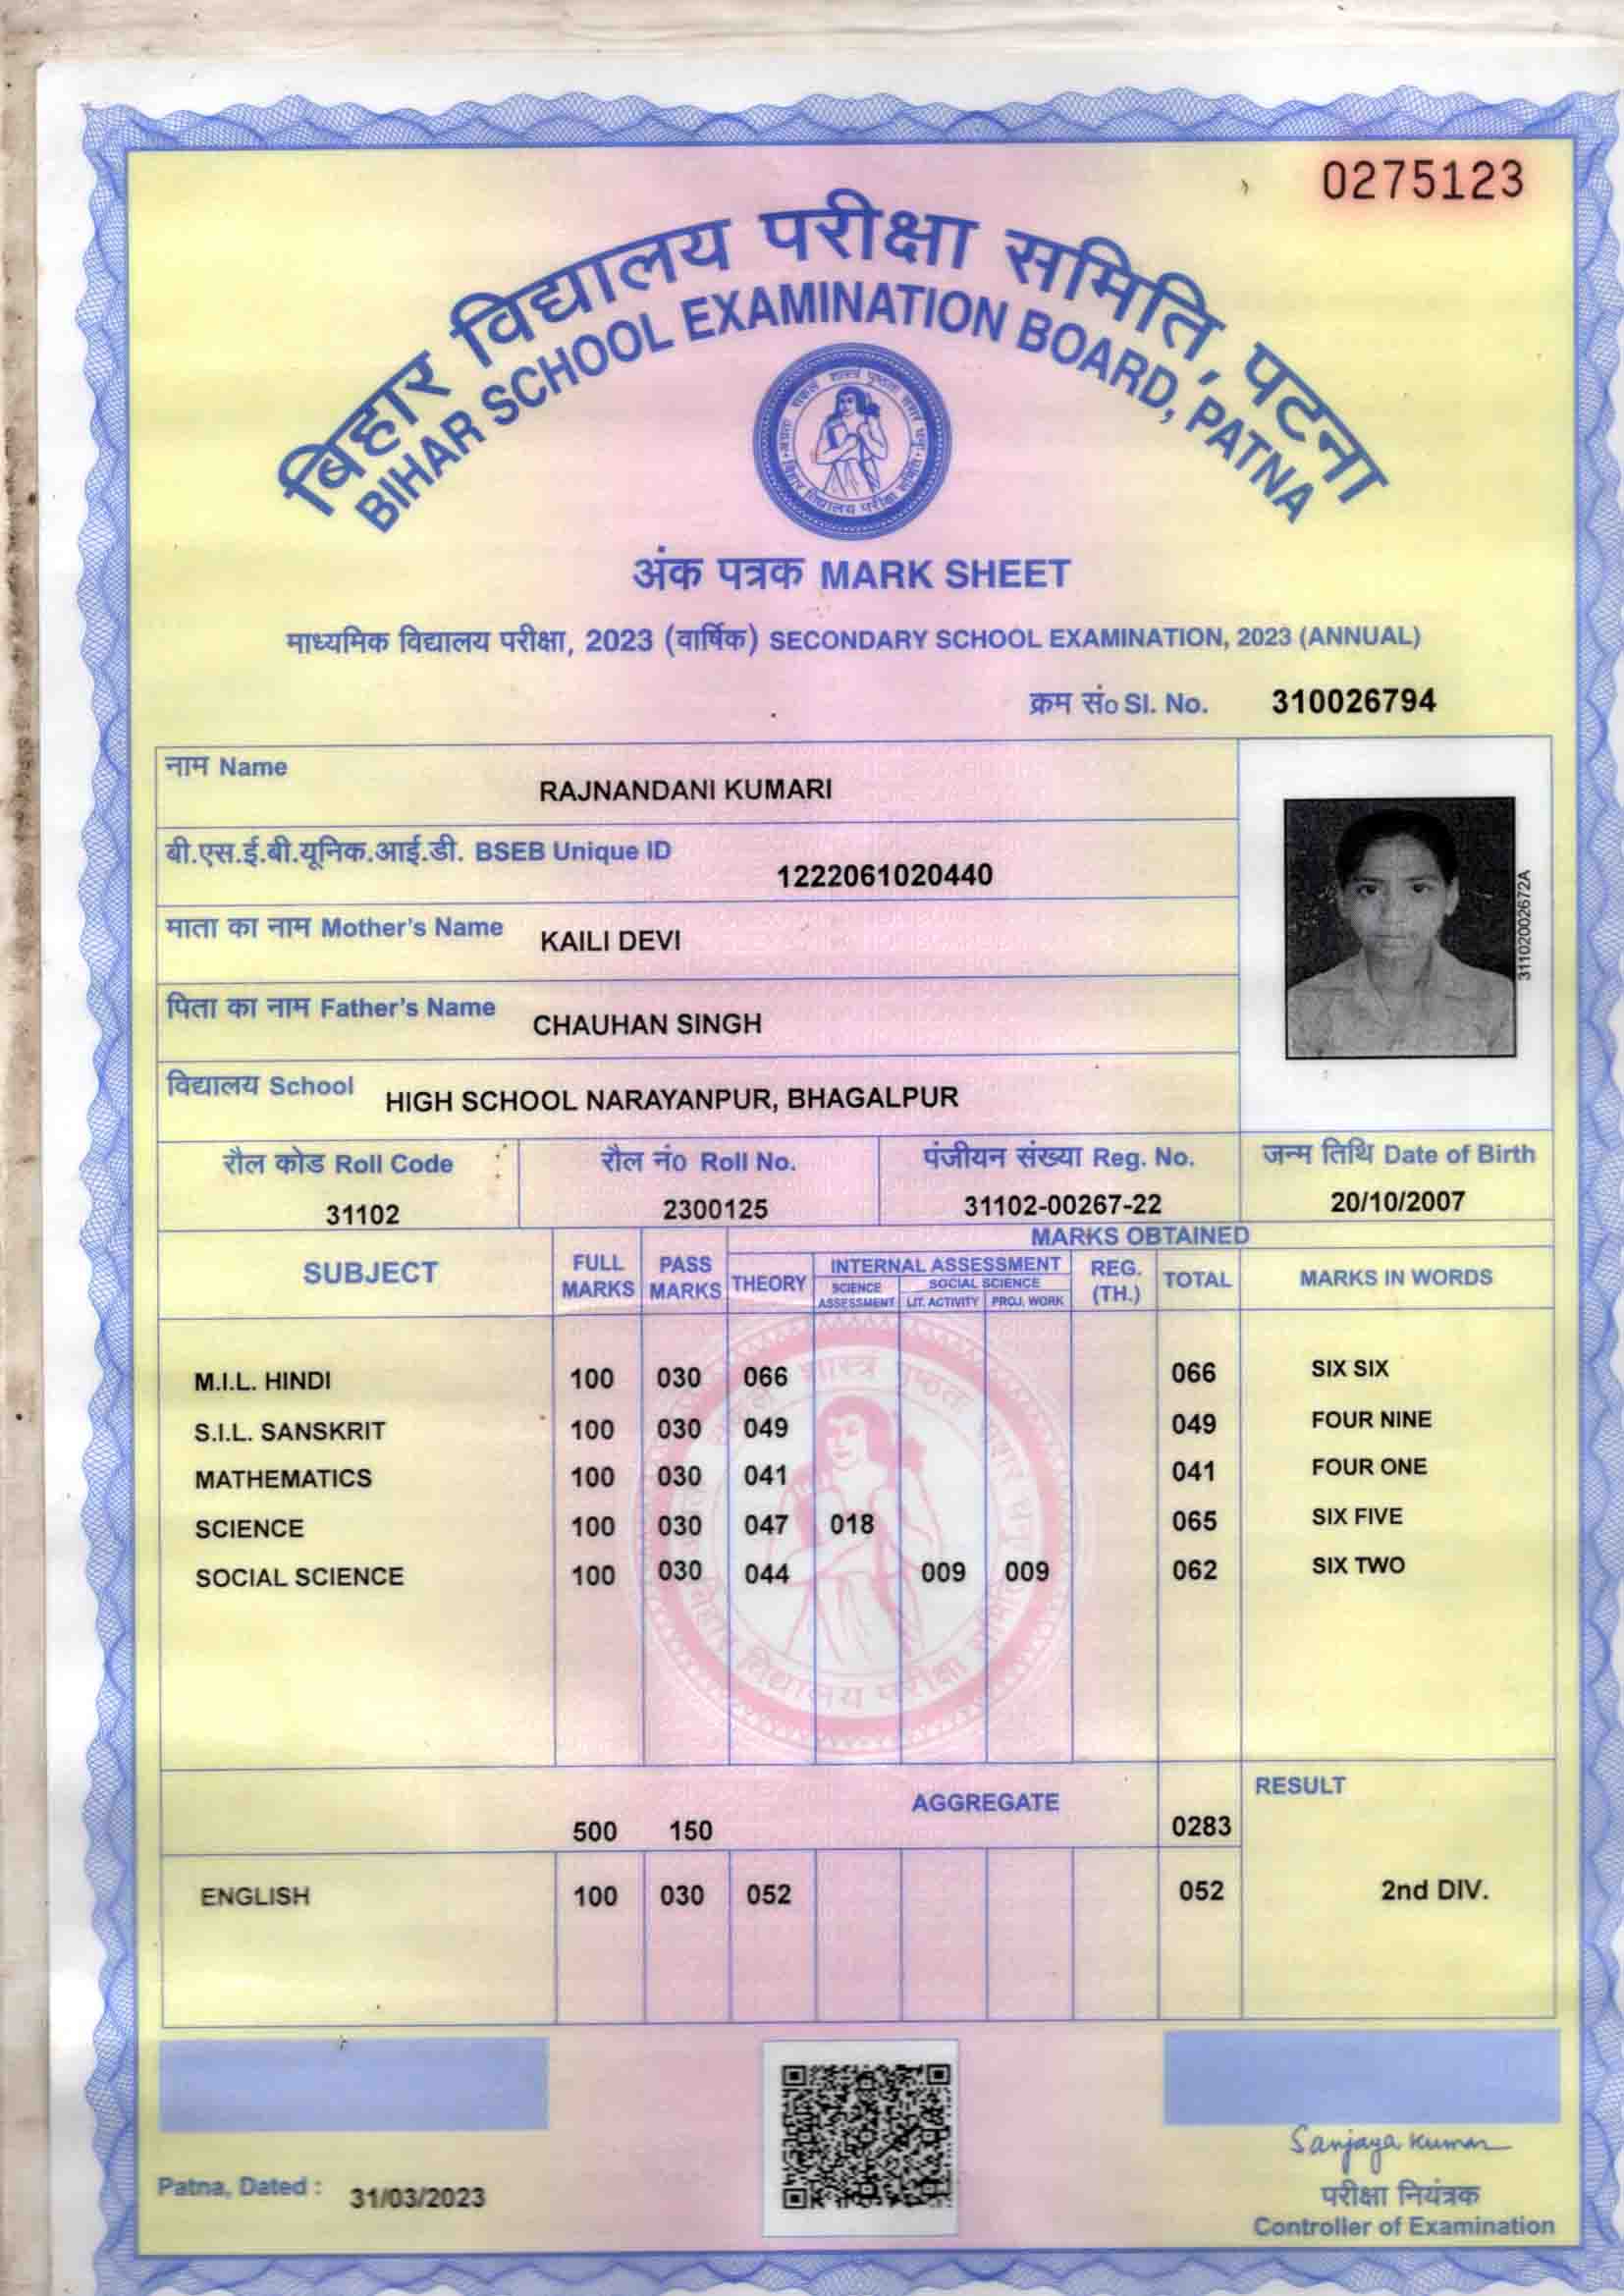 0275123
बिहार विद्यालय परीक्षा समिति, पटना
BIHAR SCHOOL EXAMINATION BOARD, PATNA
अंक पत्रक MARK SHEET
माध्यमिक विद्यालय परीक्षा, 2023 (वार्षिक) SECONDARY SCHOOL EXAMINATION, 2023 (ANNUAL)
क्रम सं० Sl. No. 310026794
नाम Name RAJNANDANI KUMARI
बी.एस.ई.बी.यूनिक.आई.डी. BSEB Unique ID 1222061020440
माता का नाम Mother's Name KAILI DEVI
पिता का नाम Father's Name CHAUHAN SINGH
विद्यालय School HIGH SCHOOL NARAYANPUR, BHAGALPUR
31102002672A
रौल कोड Roll Code रौल नं० Roll No. पंजीयन संख्या Reg. No. जन्म तिथि Date of Birth
31102 2300125 31102-00267-22 20/10/2007
MARKS OBTAINED
SUBJECT FULL MARKS PASS MARKS THEORY INTERNAL ASSESSMENT REG. (TH.) TOTAL MARKS IN WORDS
SCIENCE ASSESSMENT SOCIAL SCIENCE
LIT. ACTIVITY PROJ. WORK
M.I.L. HINDI 100 030 066 066 SIX SIX
S.I.L. SANSKRIT 100 030 049 049 FOUR NINE
MATHEMATICS 100 030 041 041 FOUR ONE
SCIENCE 100 030 047 018 065 SIX FIVE
SOCIAL SCIENCE 100 030 044 009 009 062 SIX TWO
विद्यालय परीक्षा
AGGREGATE RESULT
500 150 0283
ENGLISH 100 030 052 052 2nd DIV.
Sanjaya Kumar
Patna, Dated : 31/03/2023
परीक्षा नियंत्रक
Controller of Examination